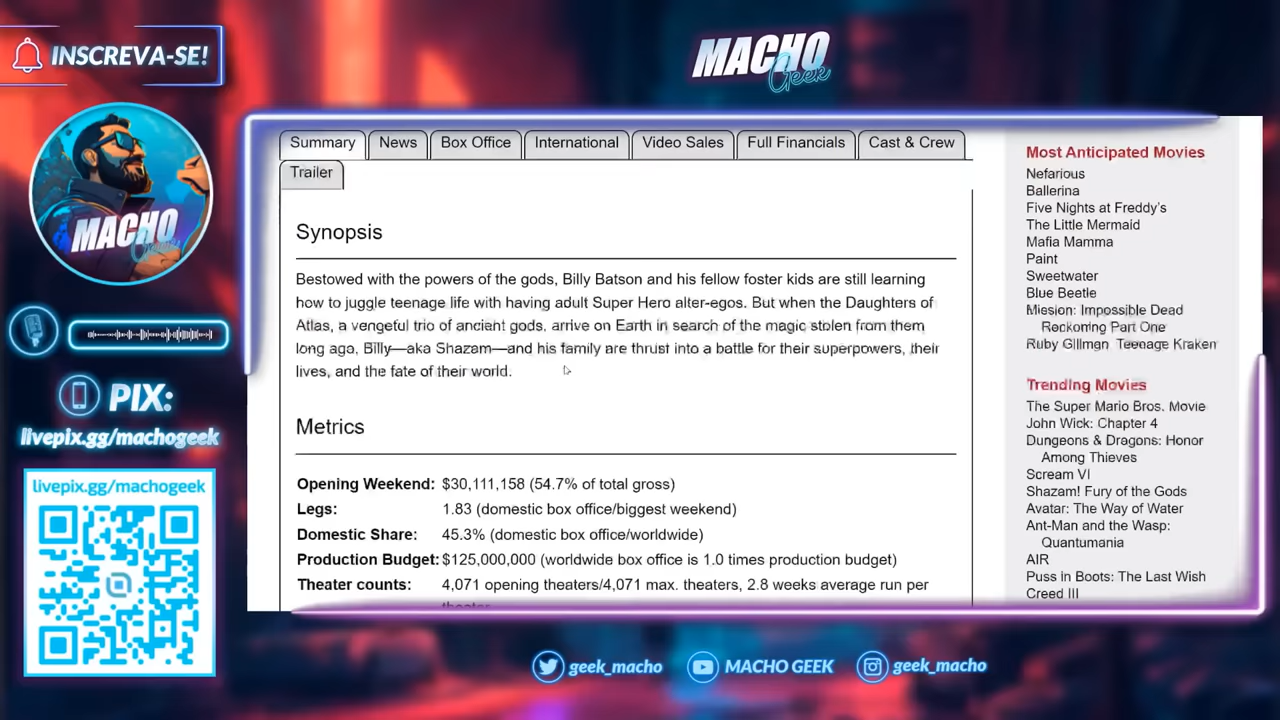 INSCREVA-SE!
MACHO
Geek
MACHO
PIX:
livepix.gg/machogeek
livepix.gg/machogeek
Summary
News
Box Office
International
Video Sales
Full Financials
Cast & Crew
Trailer
Synopsis
Bestowed with the powers of the gods, Billy Batson and his fellow foster kids are still learning
how to juggle teenage life with having adult Super Hero alter-egos. But when the Daughters of
Atlas, a vengeful trio of ancient gods, arrive on Earth in search of the magic stolen from them
long ago, Billy—aka Shazam—and his family are thrust into a battle for their superpowers, their
lives, and the fate of their world.
Metrics
Opening Weekend: $30,111,158 (54.7% of total gross)
Legs: 1.83 (domestic box office/biggest weekend)
Domestic Share: 45.3% (domestic box office/worldwide)
Production Budget: $125,000,000 (worldwide box office is 1.0 times production budget)
Theater counts: 4,071 opening theaters/4,071 max. theaters, 2.8 weeks average run per
theater
Most Anticipated Movies
Nefarious
Ballerina
Five Nights at Freddy's
The Little Mermaid
Mafia Mamma
Paint
Sweetwater
Blue Beetle
Mission: Impossible Dead
Reckoning Part One
Ruby Gillman Teenage Kraken
Trending Movies
The Super Mario Bros. Movie
John Wick: Chapter 4
Dungeons & Dragons: Honor
Among Thieves
Scream VI
Shazam! Fury of the Gods
Avatar: The Way of Water
Ant-Man and the Wasp:
Quantumania
AIR
Puss in Boots: The Last Wish
Creed III
geek_macho
MACHO GEEK
geek_macho